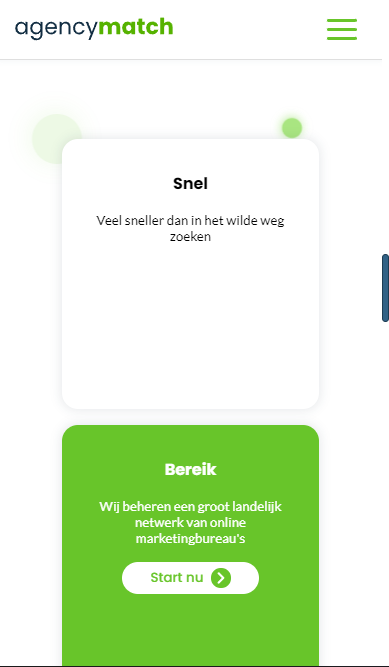 agencymatch
Snel
Veel sneller dan in het wilde weg
zoeken
Bereik
Wij beheren een groot landelijk
netwerk van online
marketingbureau's
Start nu